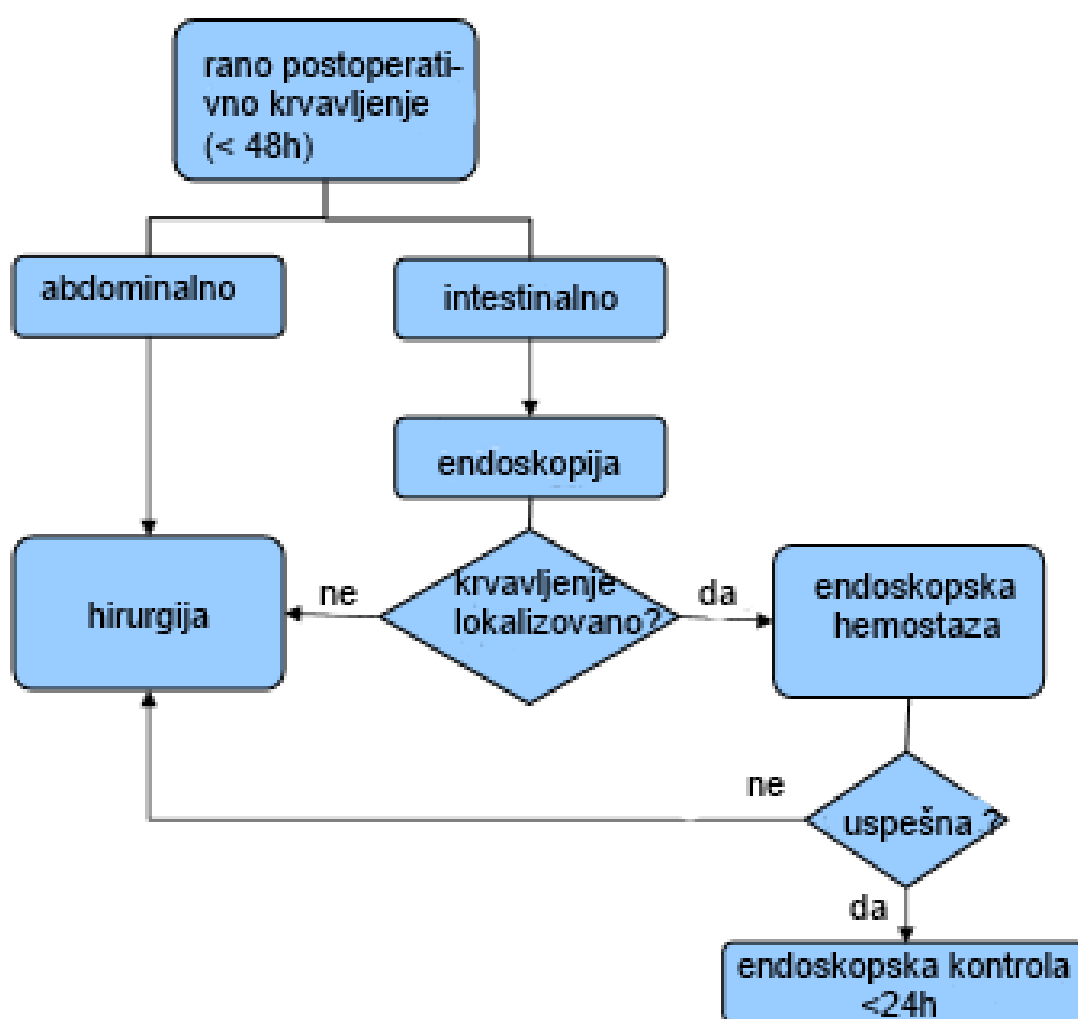 rano postoperati-
vno krvavljenje
(< 48h)
abdominalno
intestinalno
endoskopija
hirurgija
ne
krvavljenje
lokalizovano?
da
endoskopska
hemostaza
ne
uspešna ?
da
endoskopska kontrola
<24h